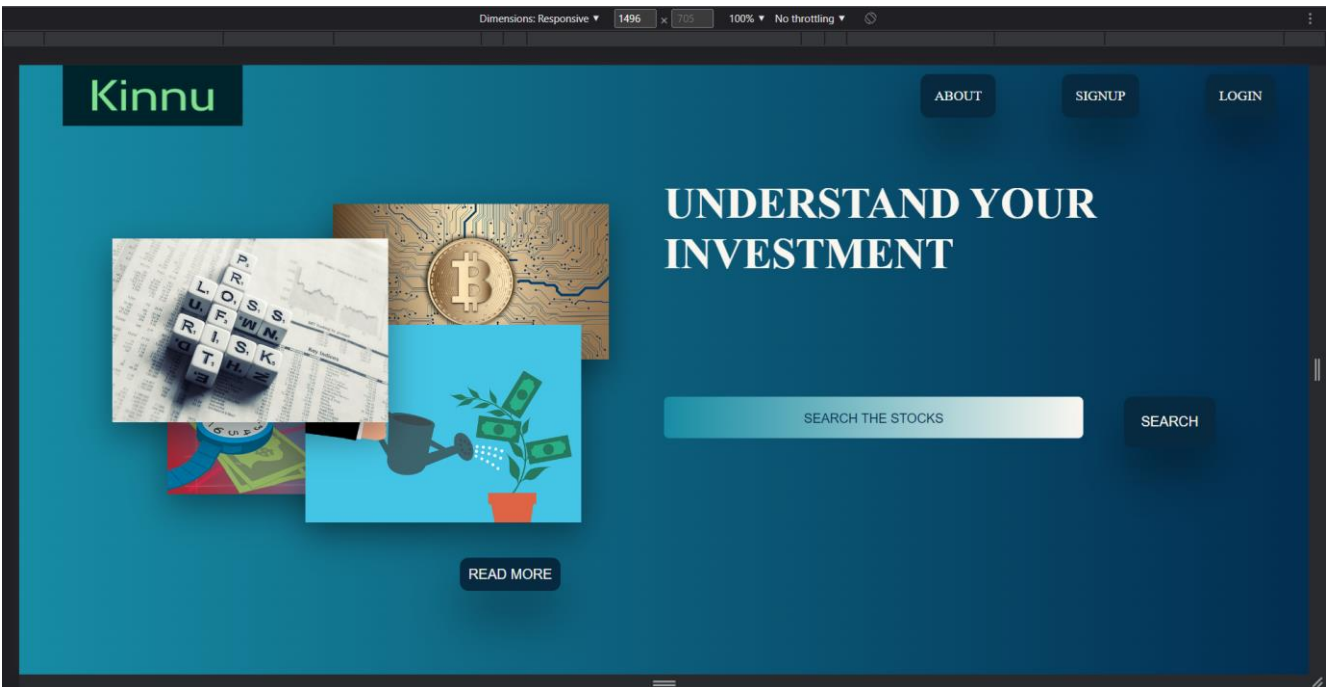 Dimensions: Responsive ▼ 1496 × 705 100% ▼ No throttling ▼
Kinnu
ABOUT SIGNUP LOGIN
UNDERSTAND YOUR
INVESTMENT
SEARCH THE STOCKS
SEARCH
READ MORE